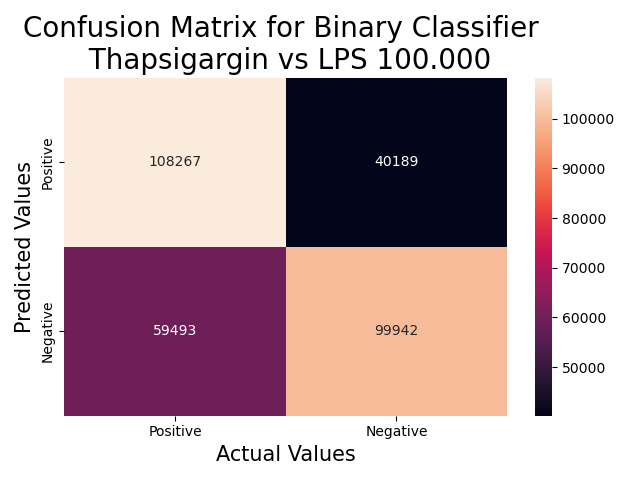 Confusion Matrix for Binary Classifier
Thapsigargin vs LPS 100.000
Predicted Values
Positive
Negative
108267
40189
59493
99942
Positive
Negative
Actual Values
100000
90000
80000
70000
60000
50000